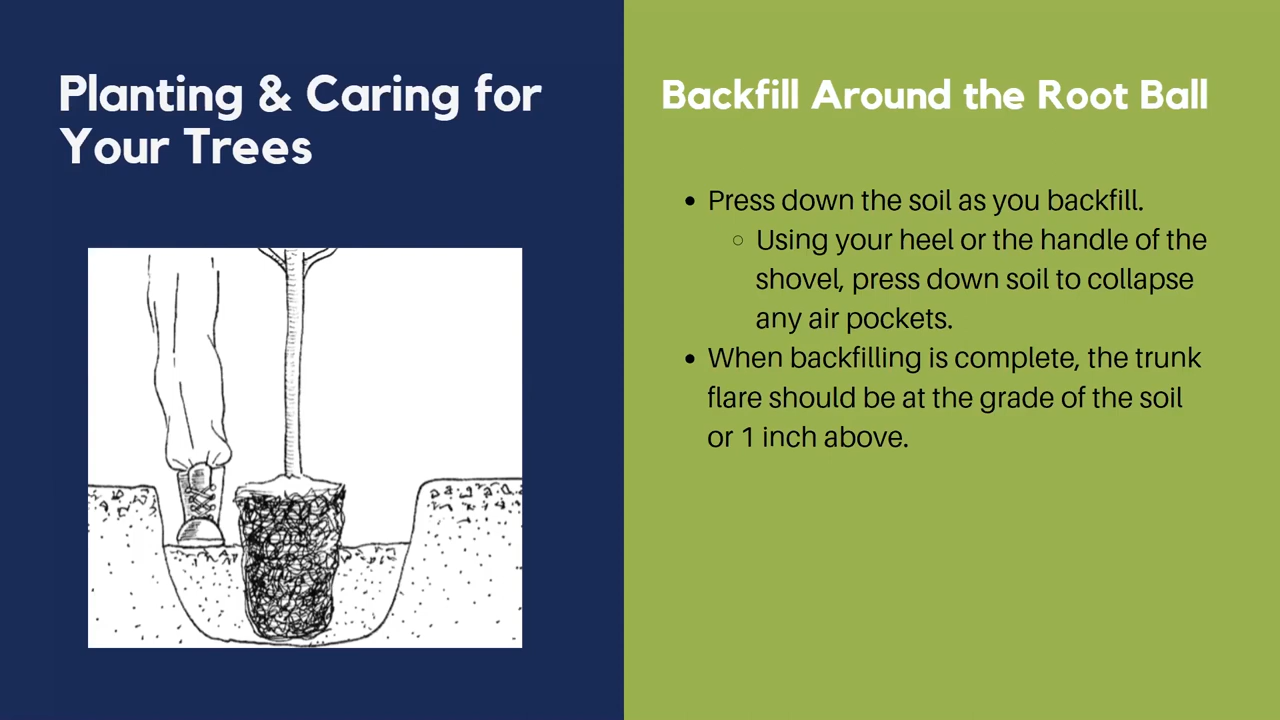 Planting & Caring for
Your Trees
Backfill Around the Root Ball
• Press down the soil as you backfill.
◦ Using your heel or the handle of the
shovel, press down soil to collapse
any air pockets.
• When backfilling is complete, the trunk
flare should be at the grade of the soil
or 1 inch above.